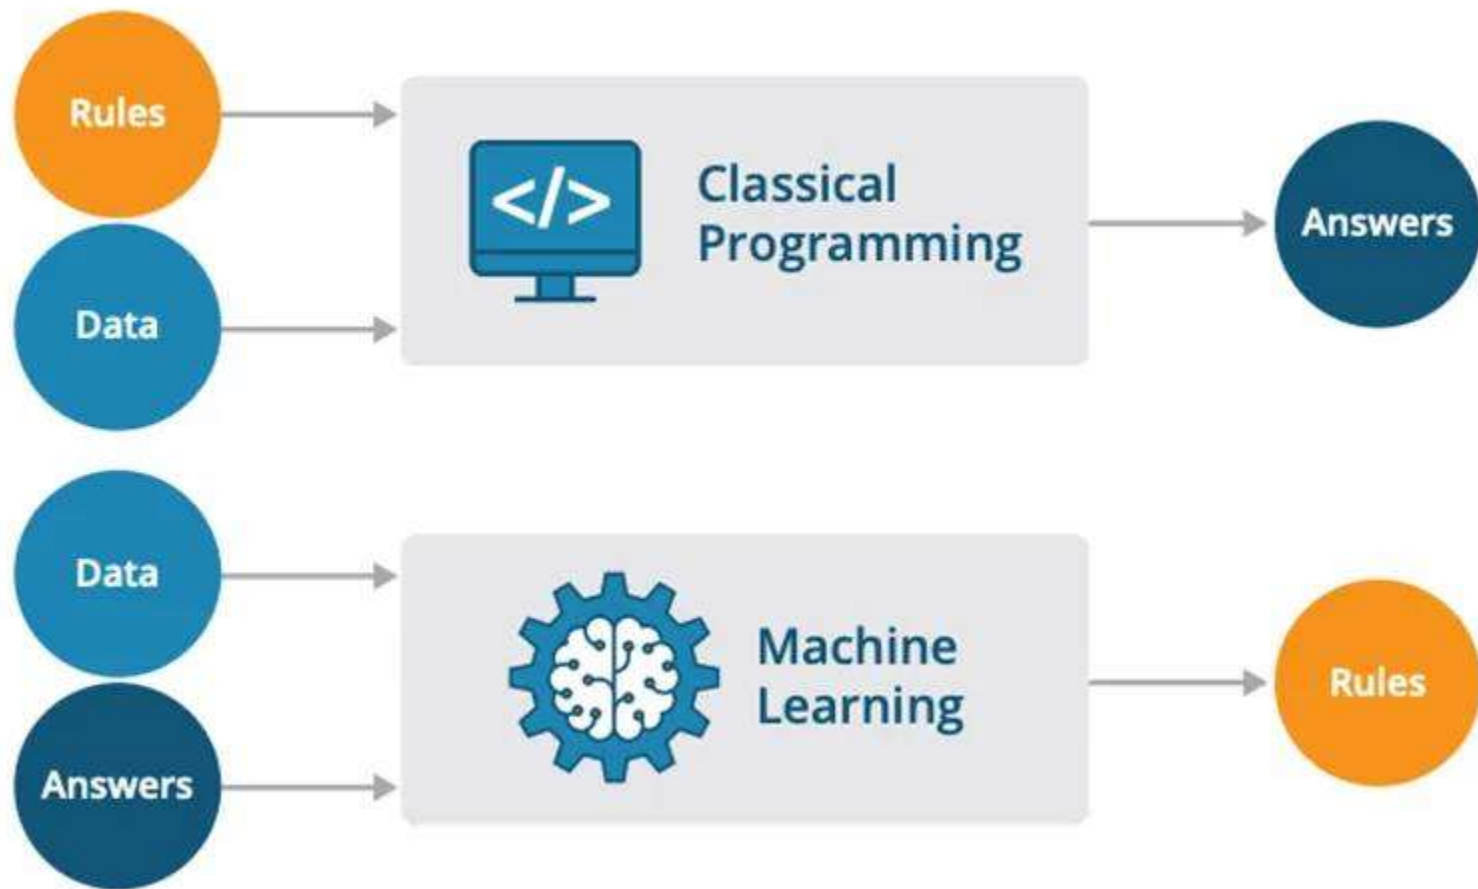 Rules
Data
</>
Classical
Programming
Answers
Data
Answers
Machine
Learning
Rules